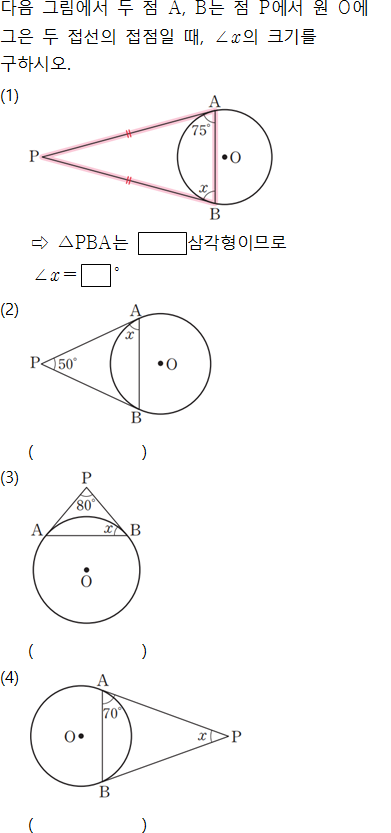 다음 그림에서 두 점 A, B는 점 P에서 원 O에
그은 두 접선의 접점일 때, ∠x의 크기를
구하시오.
(1)
A
75°
P
O
x
B
⇨ △PBA는 삼각형이므로
∠x= °
(2)
A
x
P 50° O
B
( )
(3)
P
80°
A x B
O
( )
(4)
A
70°
O x P
B
( )